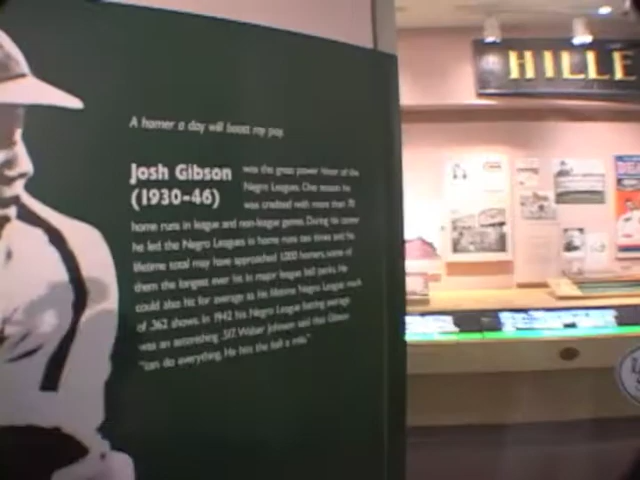 A homer a day will boost my pay.
Josh Gibson
(1930-46)
was the great power hitter of the
Negro Leagues. One season he
was credited with more than 70
home runs in league and non-league games. During his career
he led the Negro Leagues in home runs ten times and his
lifetime total may have approached 1,000 homers, some of
them the longest ever hit in major league ball parks. He
could also hit for average as his lifetime Negro League mark
of .362 shows. In 1942 his Negro League batting average
was an astonishing .517. Walter Johnson said that Gibson
"can do everything. He hits the ball a mile."
HILLE